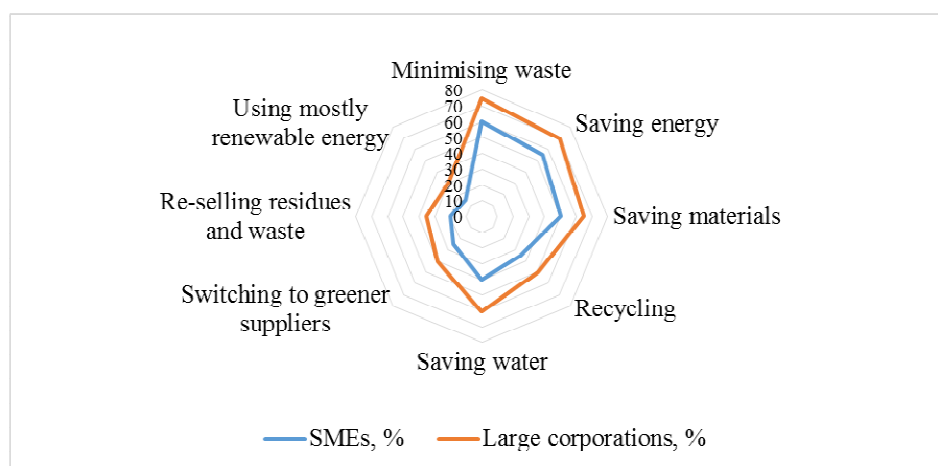 Minimising waste
80
70
60
50
40
30
20
10
0
Using mostly
renewable energy
Saving energy
Re-selling residues
and waste
Saving materials
Switching to greener
suppliers
Recycling
Saving water
SMEs, %
Large corporations, %